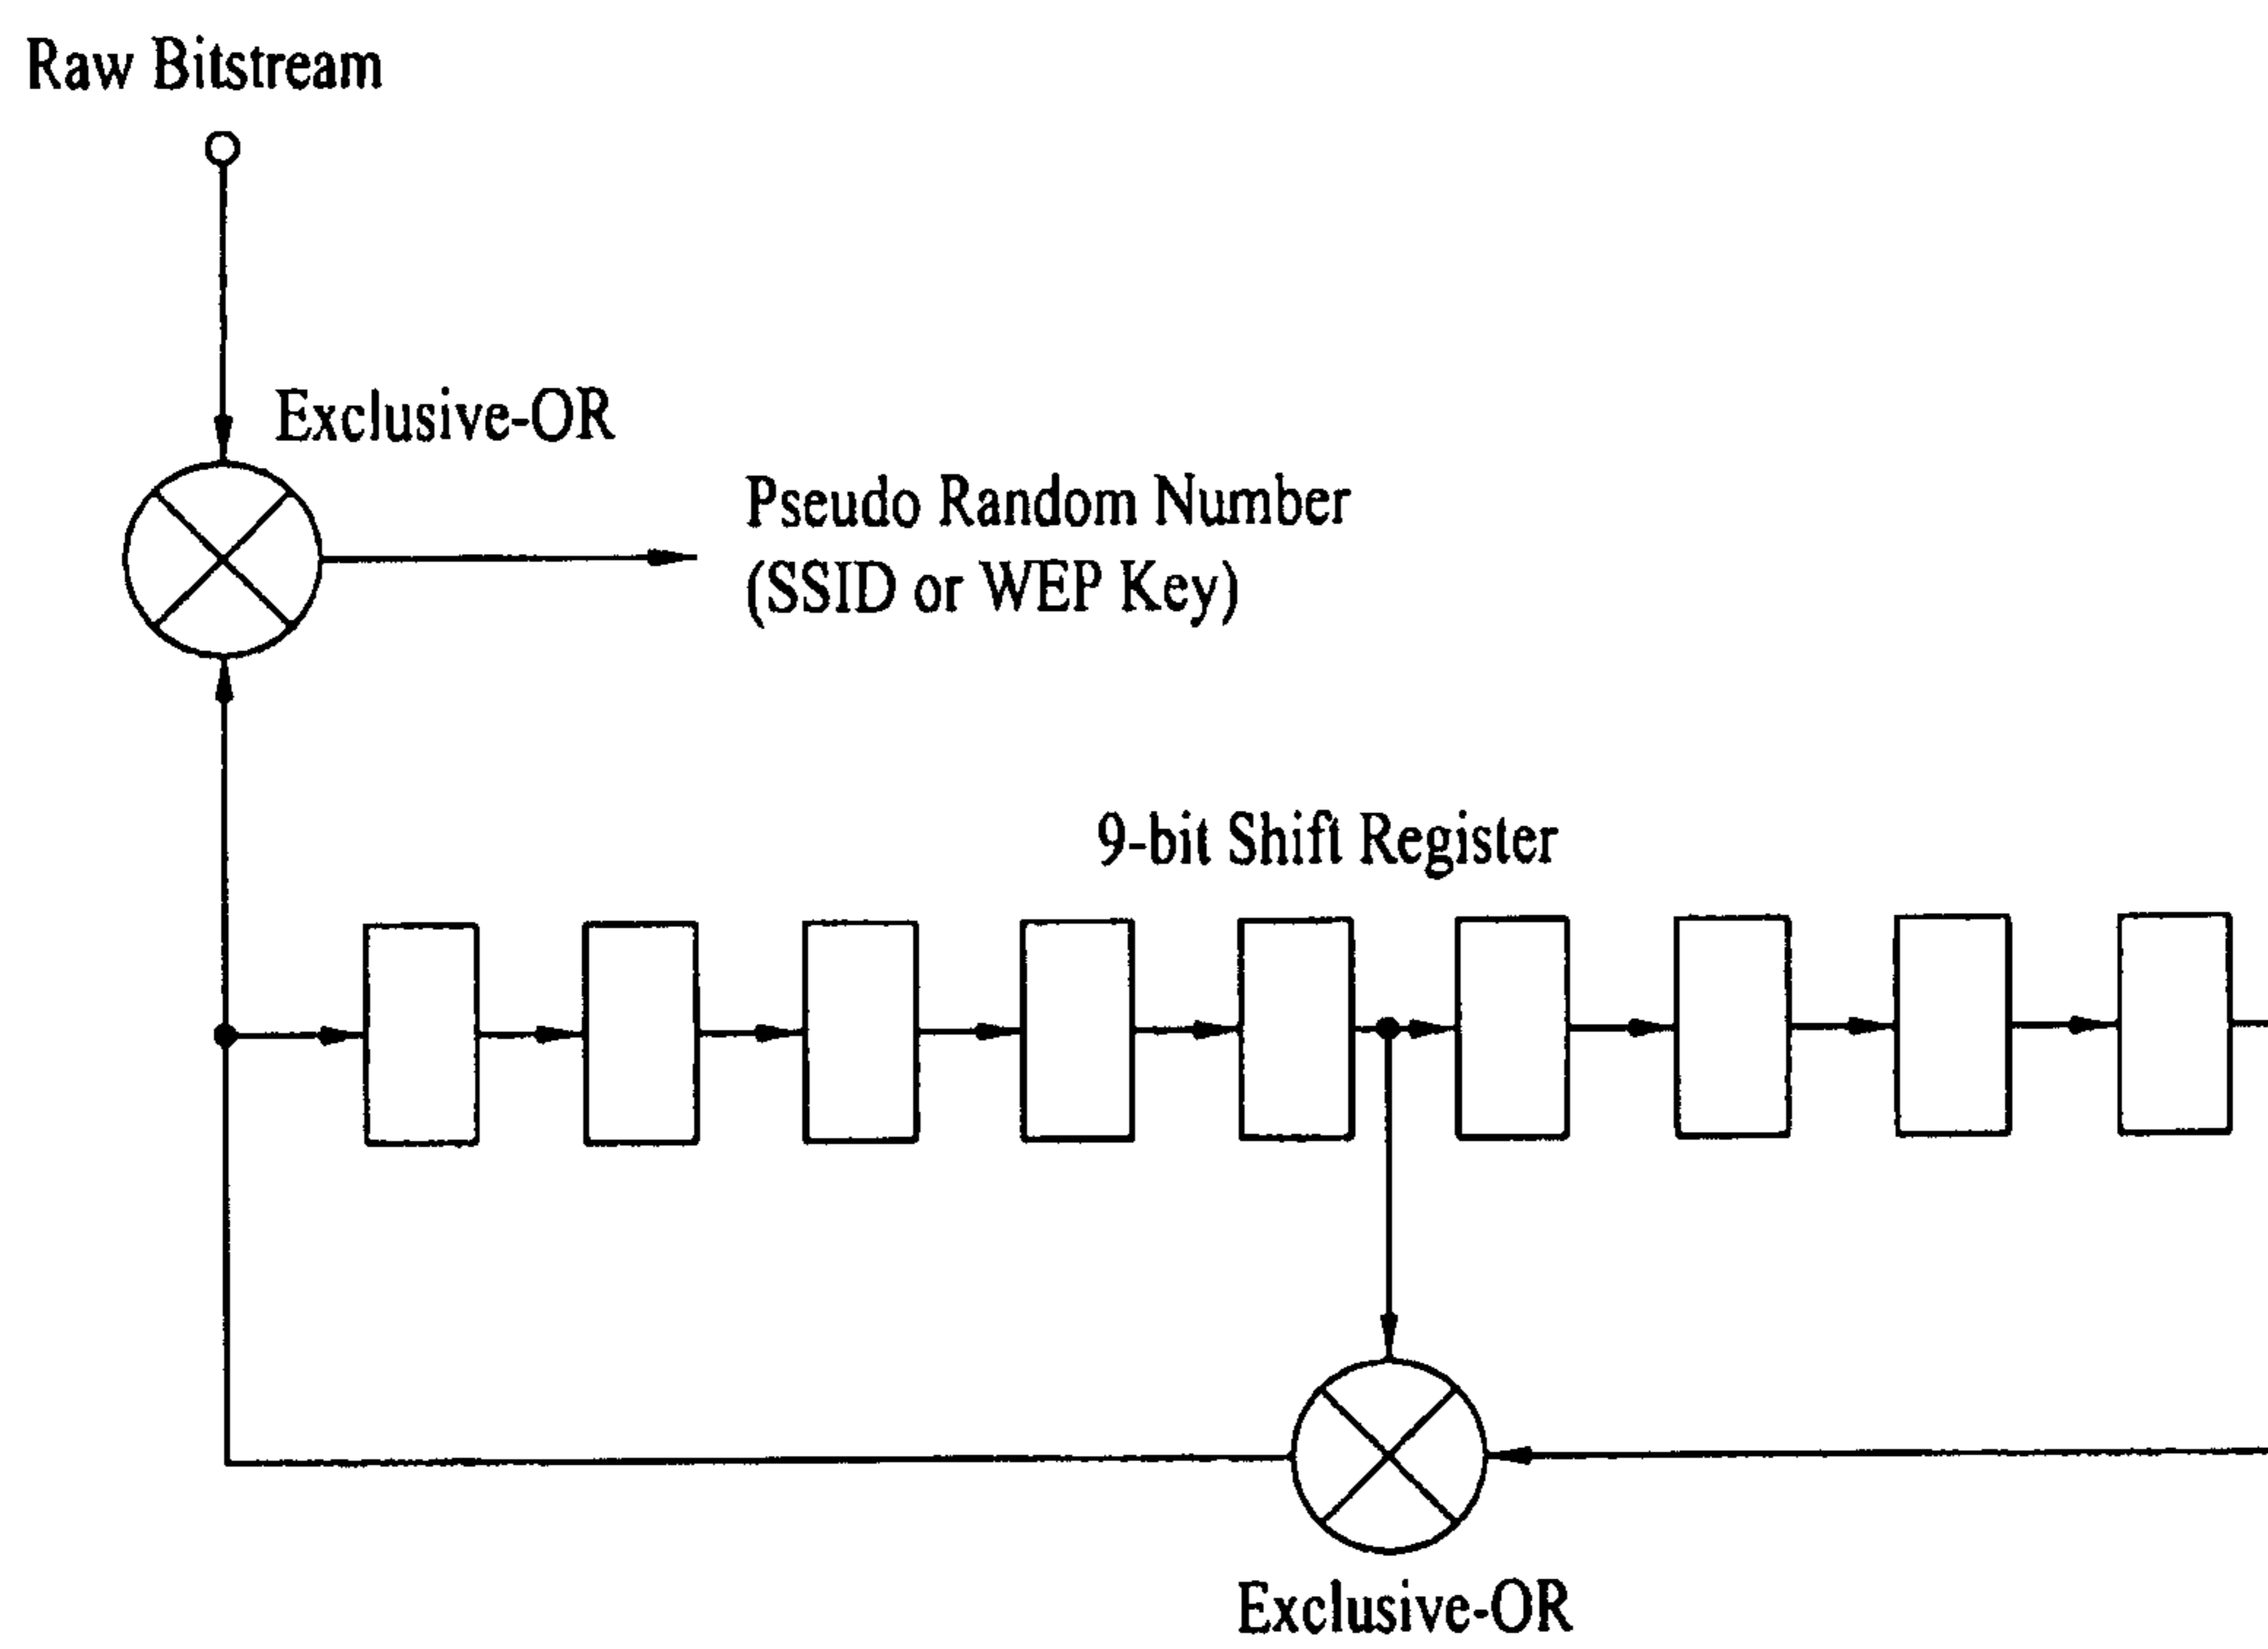 Raw Bitstream
Exclusive-OR
Pseudo Random Number
(SSID or WEP Key)
9-bit Shift Register
Exclusive-OR